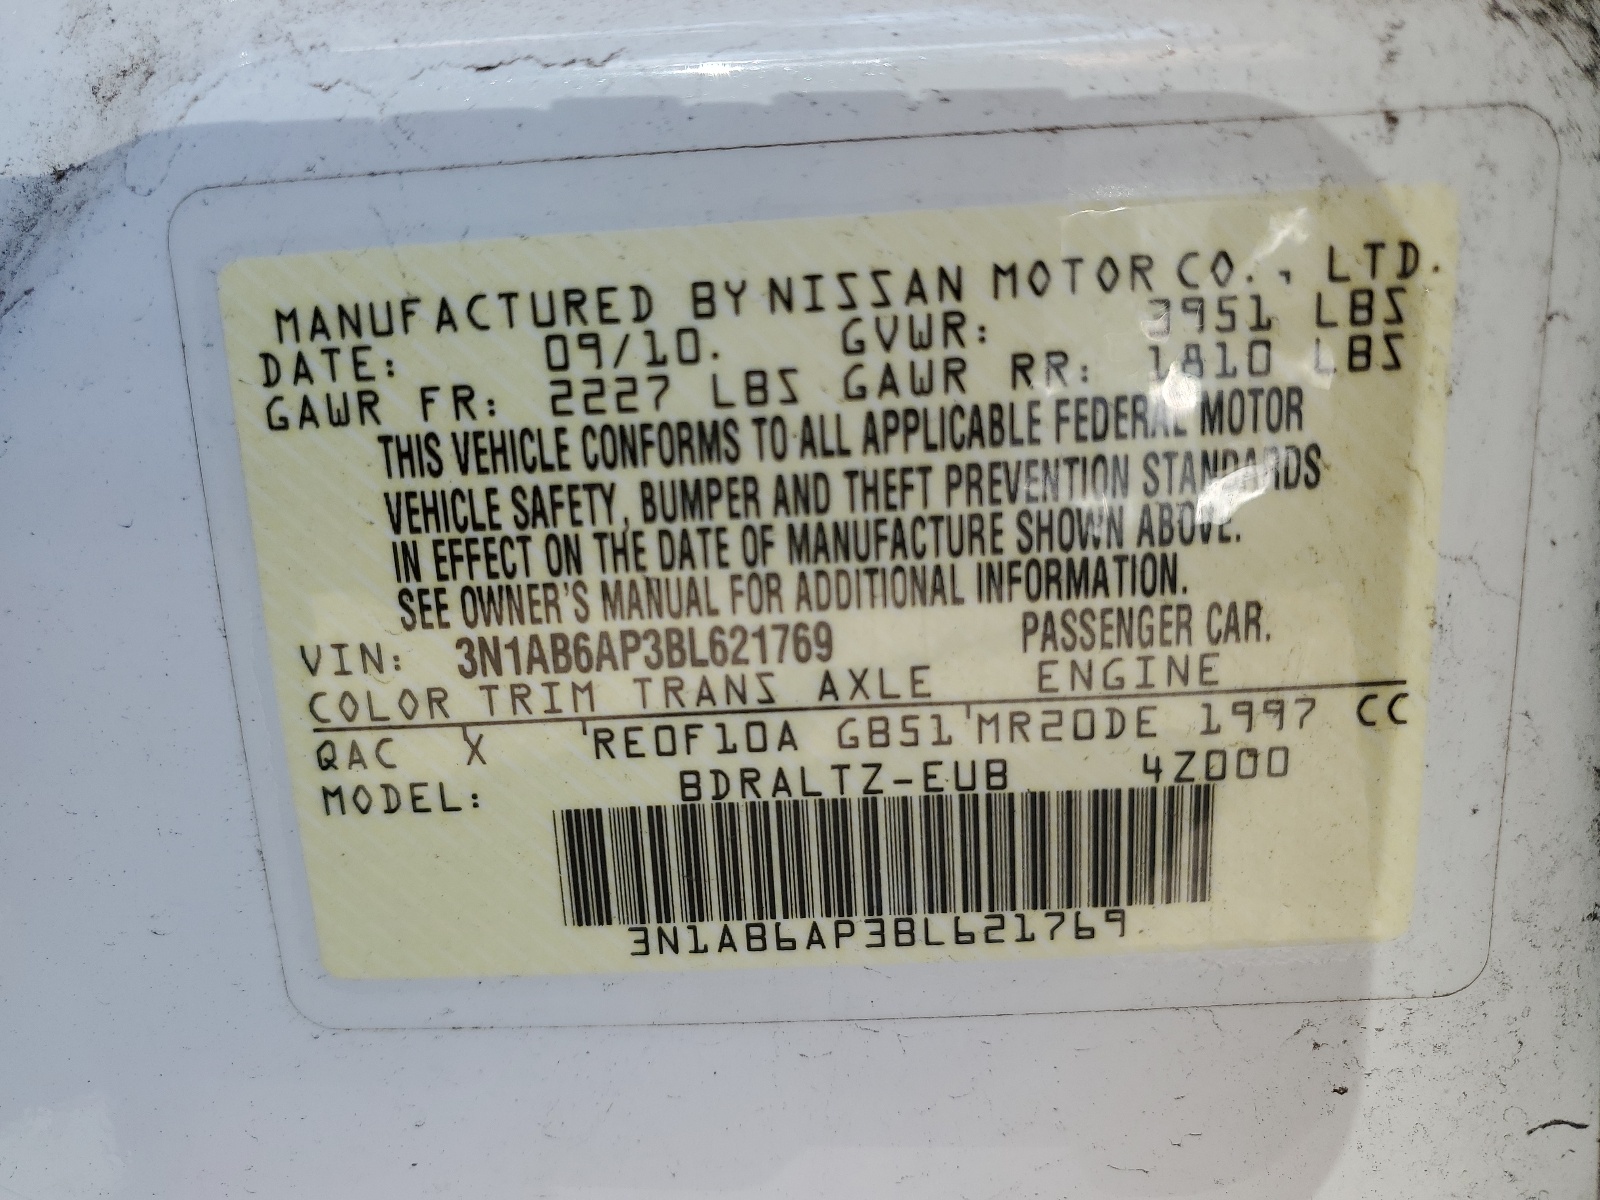 MANUFACTURED BY NISSAN MOTOR CO., LTD.
DATE: 09/10. GVWR: 3951 LBS
GAWR FR: 2227 LBS GAWR RR: 1810 LBS
THIS VEHICLE CONFORMS TO ALL APPLICABLE FEDERAL MOTOR
VEHICLE SAFETY, BUMPER AND THEFT PREVENTION STANDARDS
IN EFFECT ON THE DATE OF MANUFACTURE SHOWN ABOVE.
SEE OWNER'S MANUAL FOR ADDITIONAL INFORMATION.
VIN: 3N1AB6AP3BL621769 PASSENGER CAR.
COLOR TRIM TRANS AXLE ENGINE
QAC X RE0F10A GB51 MR20DE 1997 CC
MODEL: BDRALTZ-EUB 4Z000
3N1AB6AP3BL621769